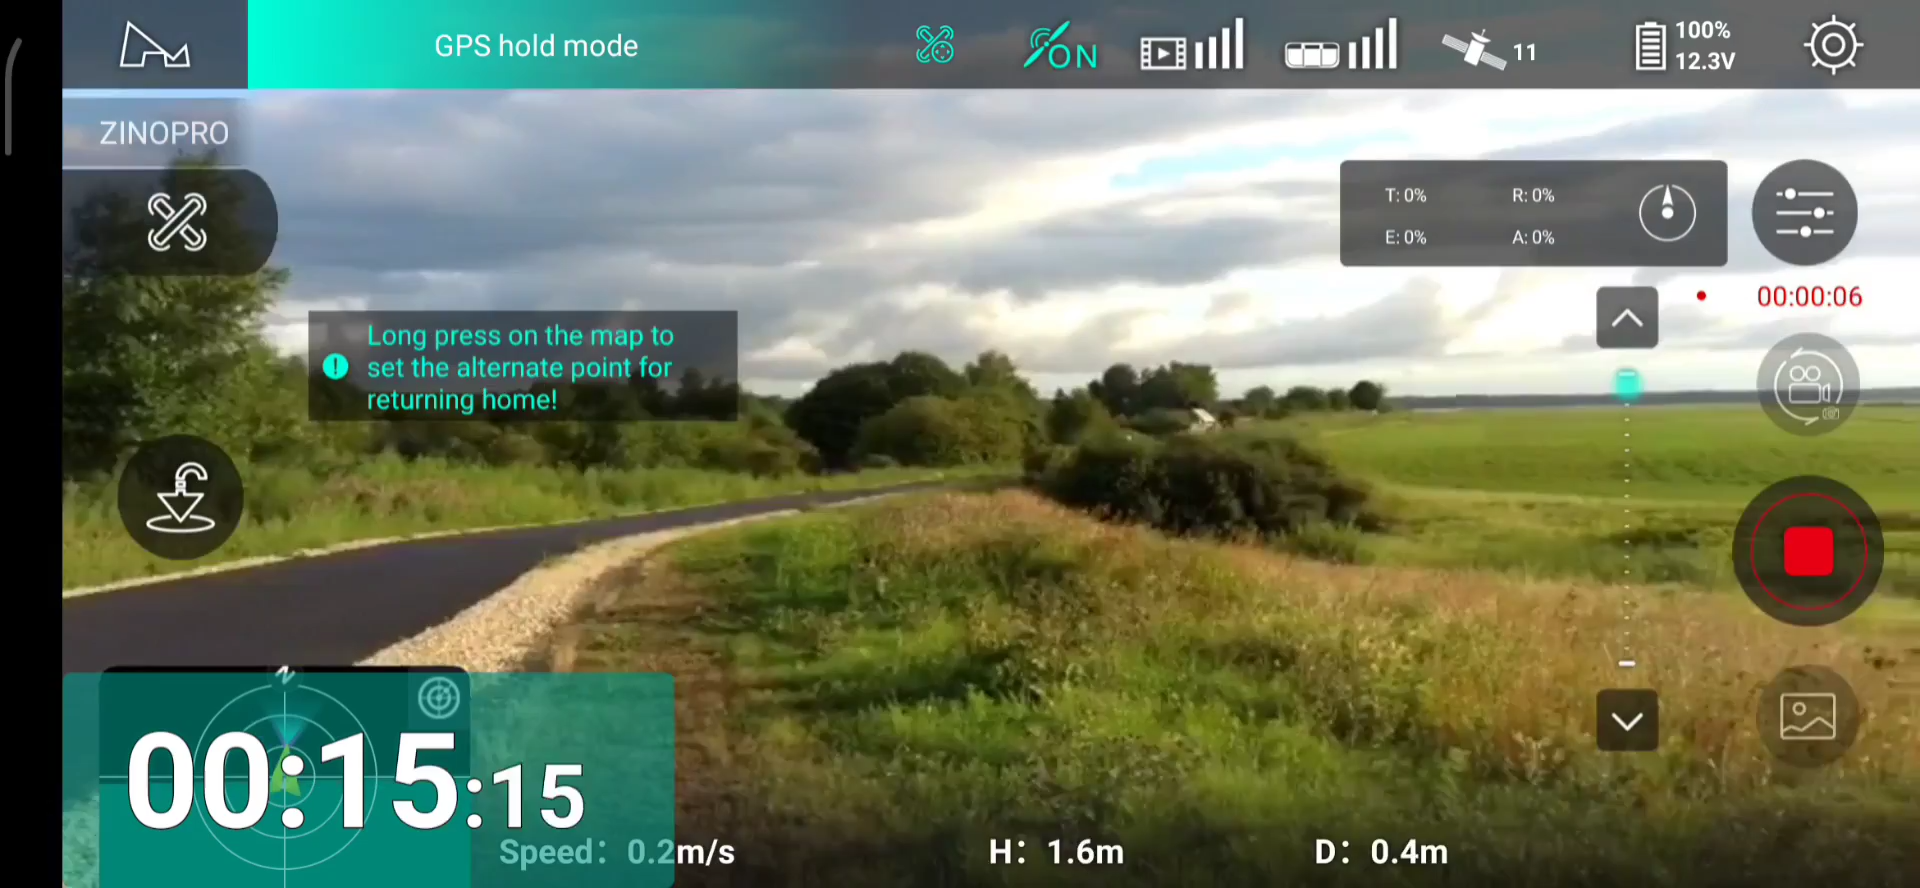 GPS hold mode
ON
11
100%
12.3V
ZINOPRO
T: 0%
R: 0%
E: 0%
A: 0%
00:00:06
Long press on the map to
set the alternate point for
returning home!
N
00:15:15
Speed: 0.2m/s
H: 1.6m
D: 0.4m